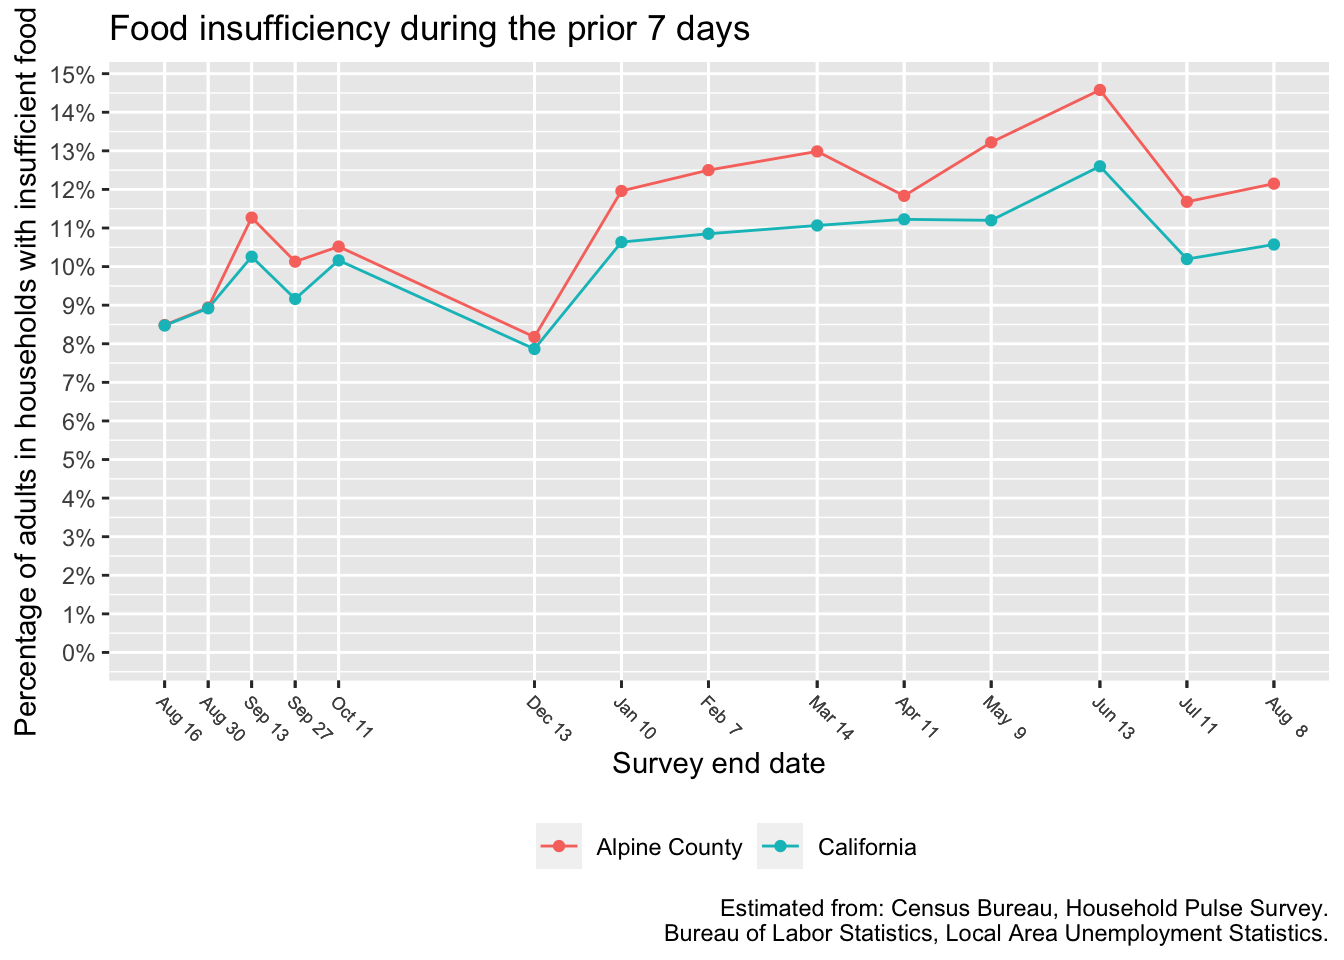 Food insufficiency during the prior 7 days
Percentage of adults in households with insufficient food
15%
14%
13%
12%
11%
10%
9%
8%
7%
6%
5%
4%
3%
2%
1%
0%
Aug 16
Aug 30
Sep 13
Sep 27
Oct 11
Dec 13
Jan 10
Feb 7
Mar 14
Apr 11
May 9
Jun 13
Jul 11
Aug 8
Survey end date
Alpine County
California
Estimated from: Census Bureau, Household Pulse Survey.
Bureau of Labor Statistics, Local Area Unemployment Statistics.